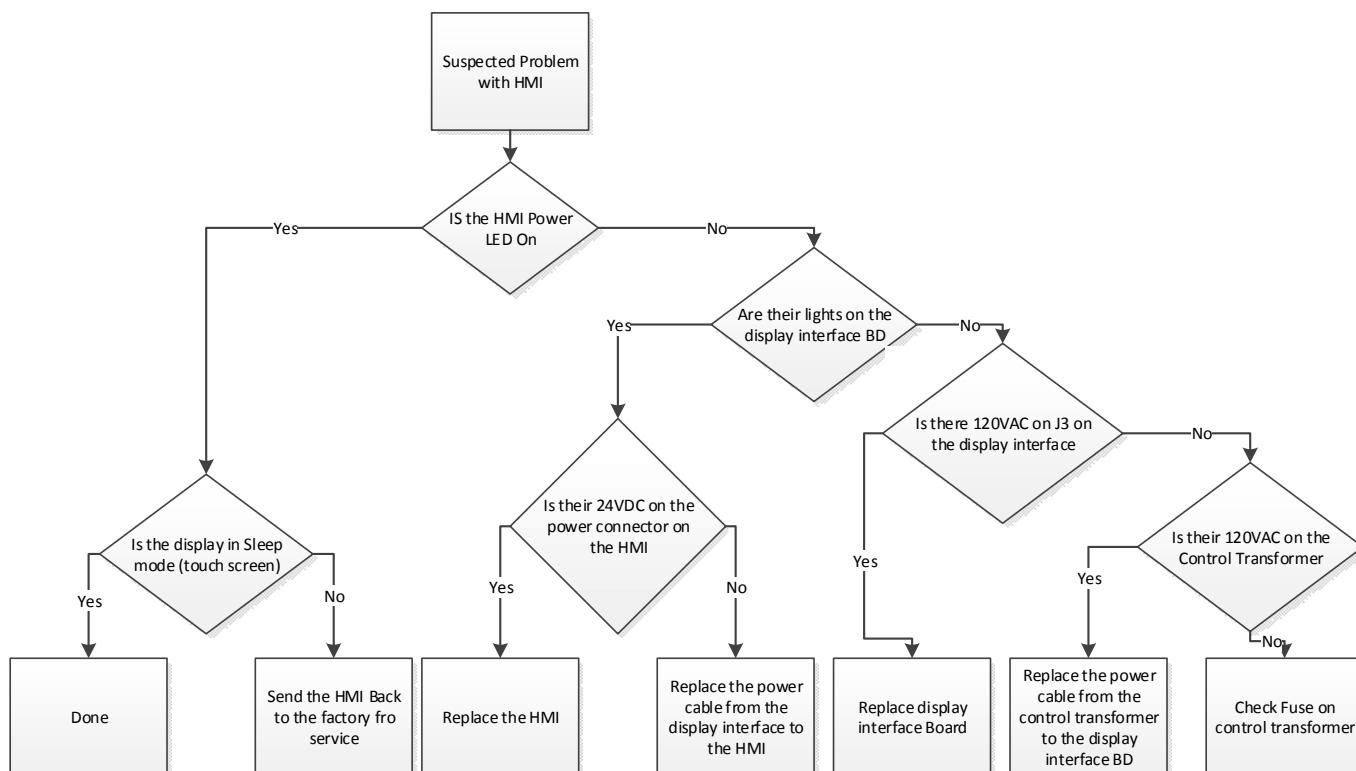 Suspected Problem
with HMI
IS the HMI Power
LED On
Yes
No
Are their lights on the
display interface BD
Yes
No
Is there 120VAC on J3 on
the display interface
No
Is their 24VDC on the
power connector on
the HMI
Is the display in Sleep
mode (touch screen)
Is their 120VAC on the
Control Transformer
Yes
No
Yes
No
Yes
Yes
No
Done
Send the HMI Back
to the factory fro
service
Replace the HMI
Replace the power
cable from the
display interface to
the HMI
Replace display
interface Board
Replace the power
cable from the
control transformer
to the display
interface BD
Check Fuse on
control transformer